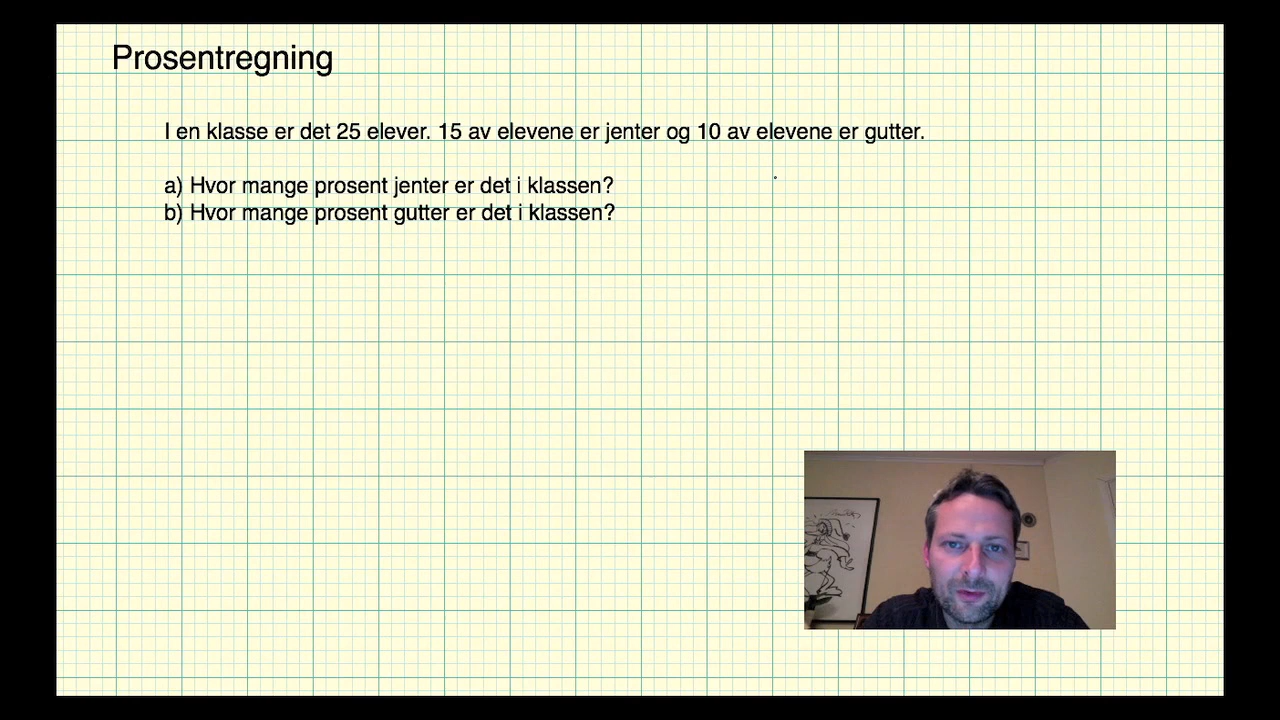 Prosentregning
I en klasse er det 25 elever. 15 av elevene er jenter og 10 av elevene er gutter.
a) Hvor mange prosent jenter er det i klassen?
b) Hvor mange prosent gutter er det i klassen?